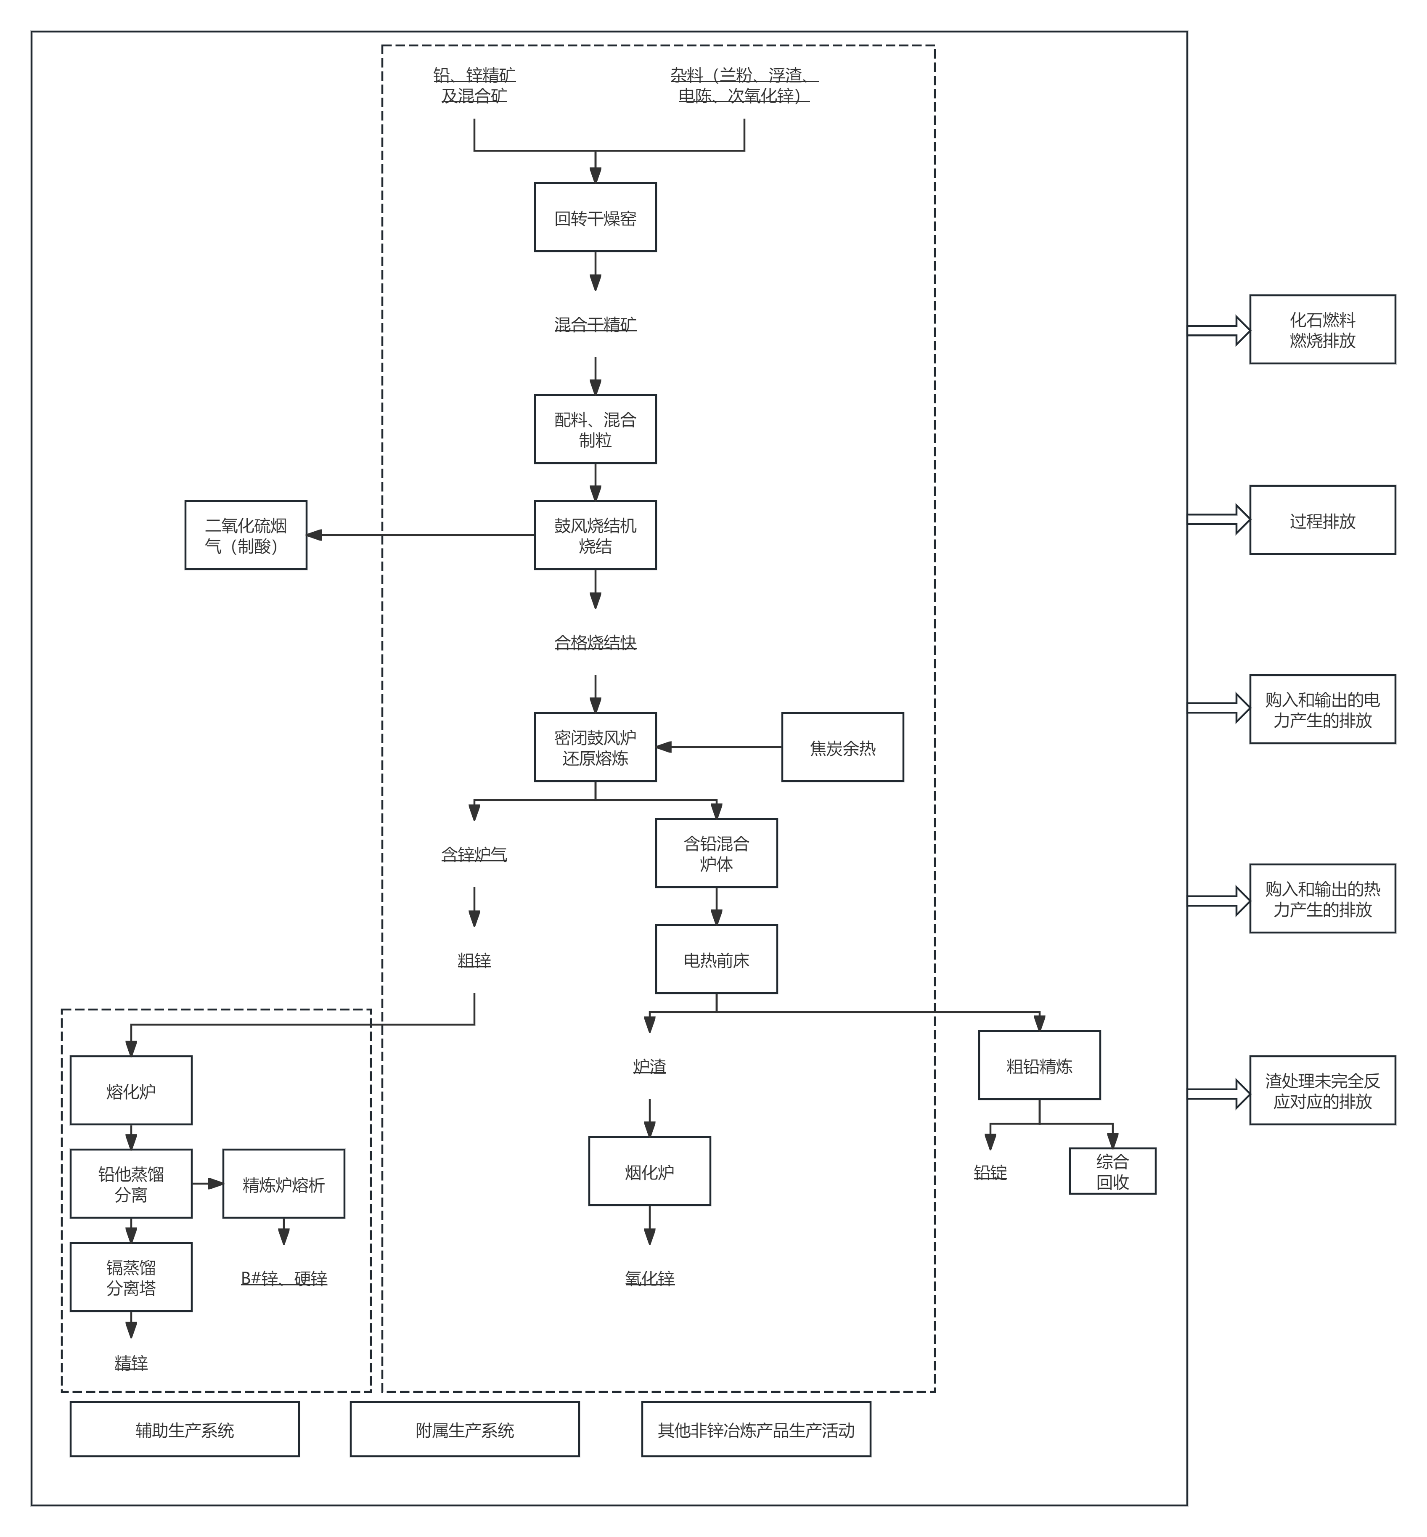 铅、锌精矿
及混合矿
杂料（兰粉、浮渣、
电陈、次氧化锌）
回转干燥窑
混合干精矿
配料、混合
制粒
二氧化硫烟
气（制酸）
鼓风烧结机
烧结
合格烧结快
密闭鼓风炉
还原熔炼
焦炭余热
含锌炉气
含铅混合
炉体
粗锌
电热前床
炉渣
粗铅精炼
熔化炉
烟化炉
铅锭
综合
回收
铅他蒸馏
分离
精炼炉熔析
镉蒸馏
分离塔
B#锌、硬锌
氧化锌
精锌
辅助生产系统
附属生产系统
其他非锌冶炼产品生产活动
化石燃料
燃烧排放
过程排放
购入和输出的电
力产生的排放
购入和输出的热
力产生的排放
渣处理未完全反
应对应的排放